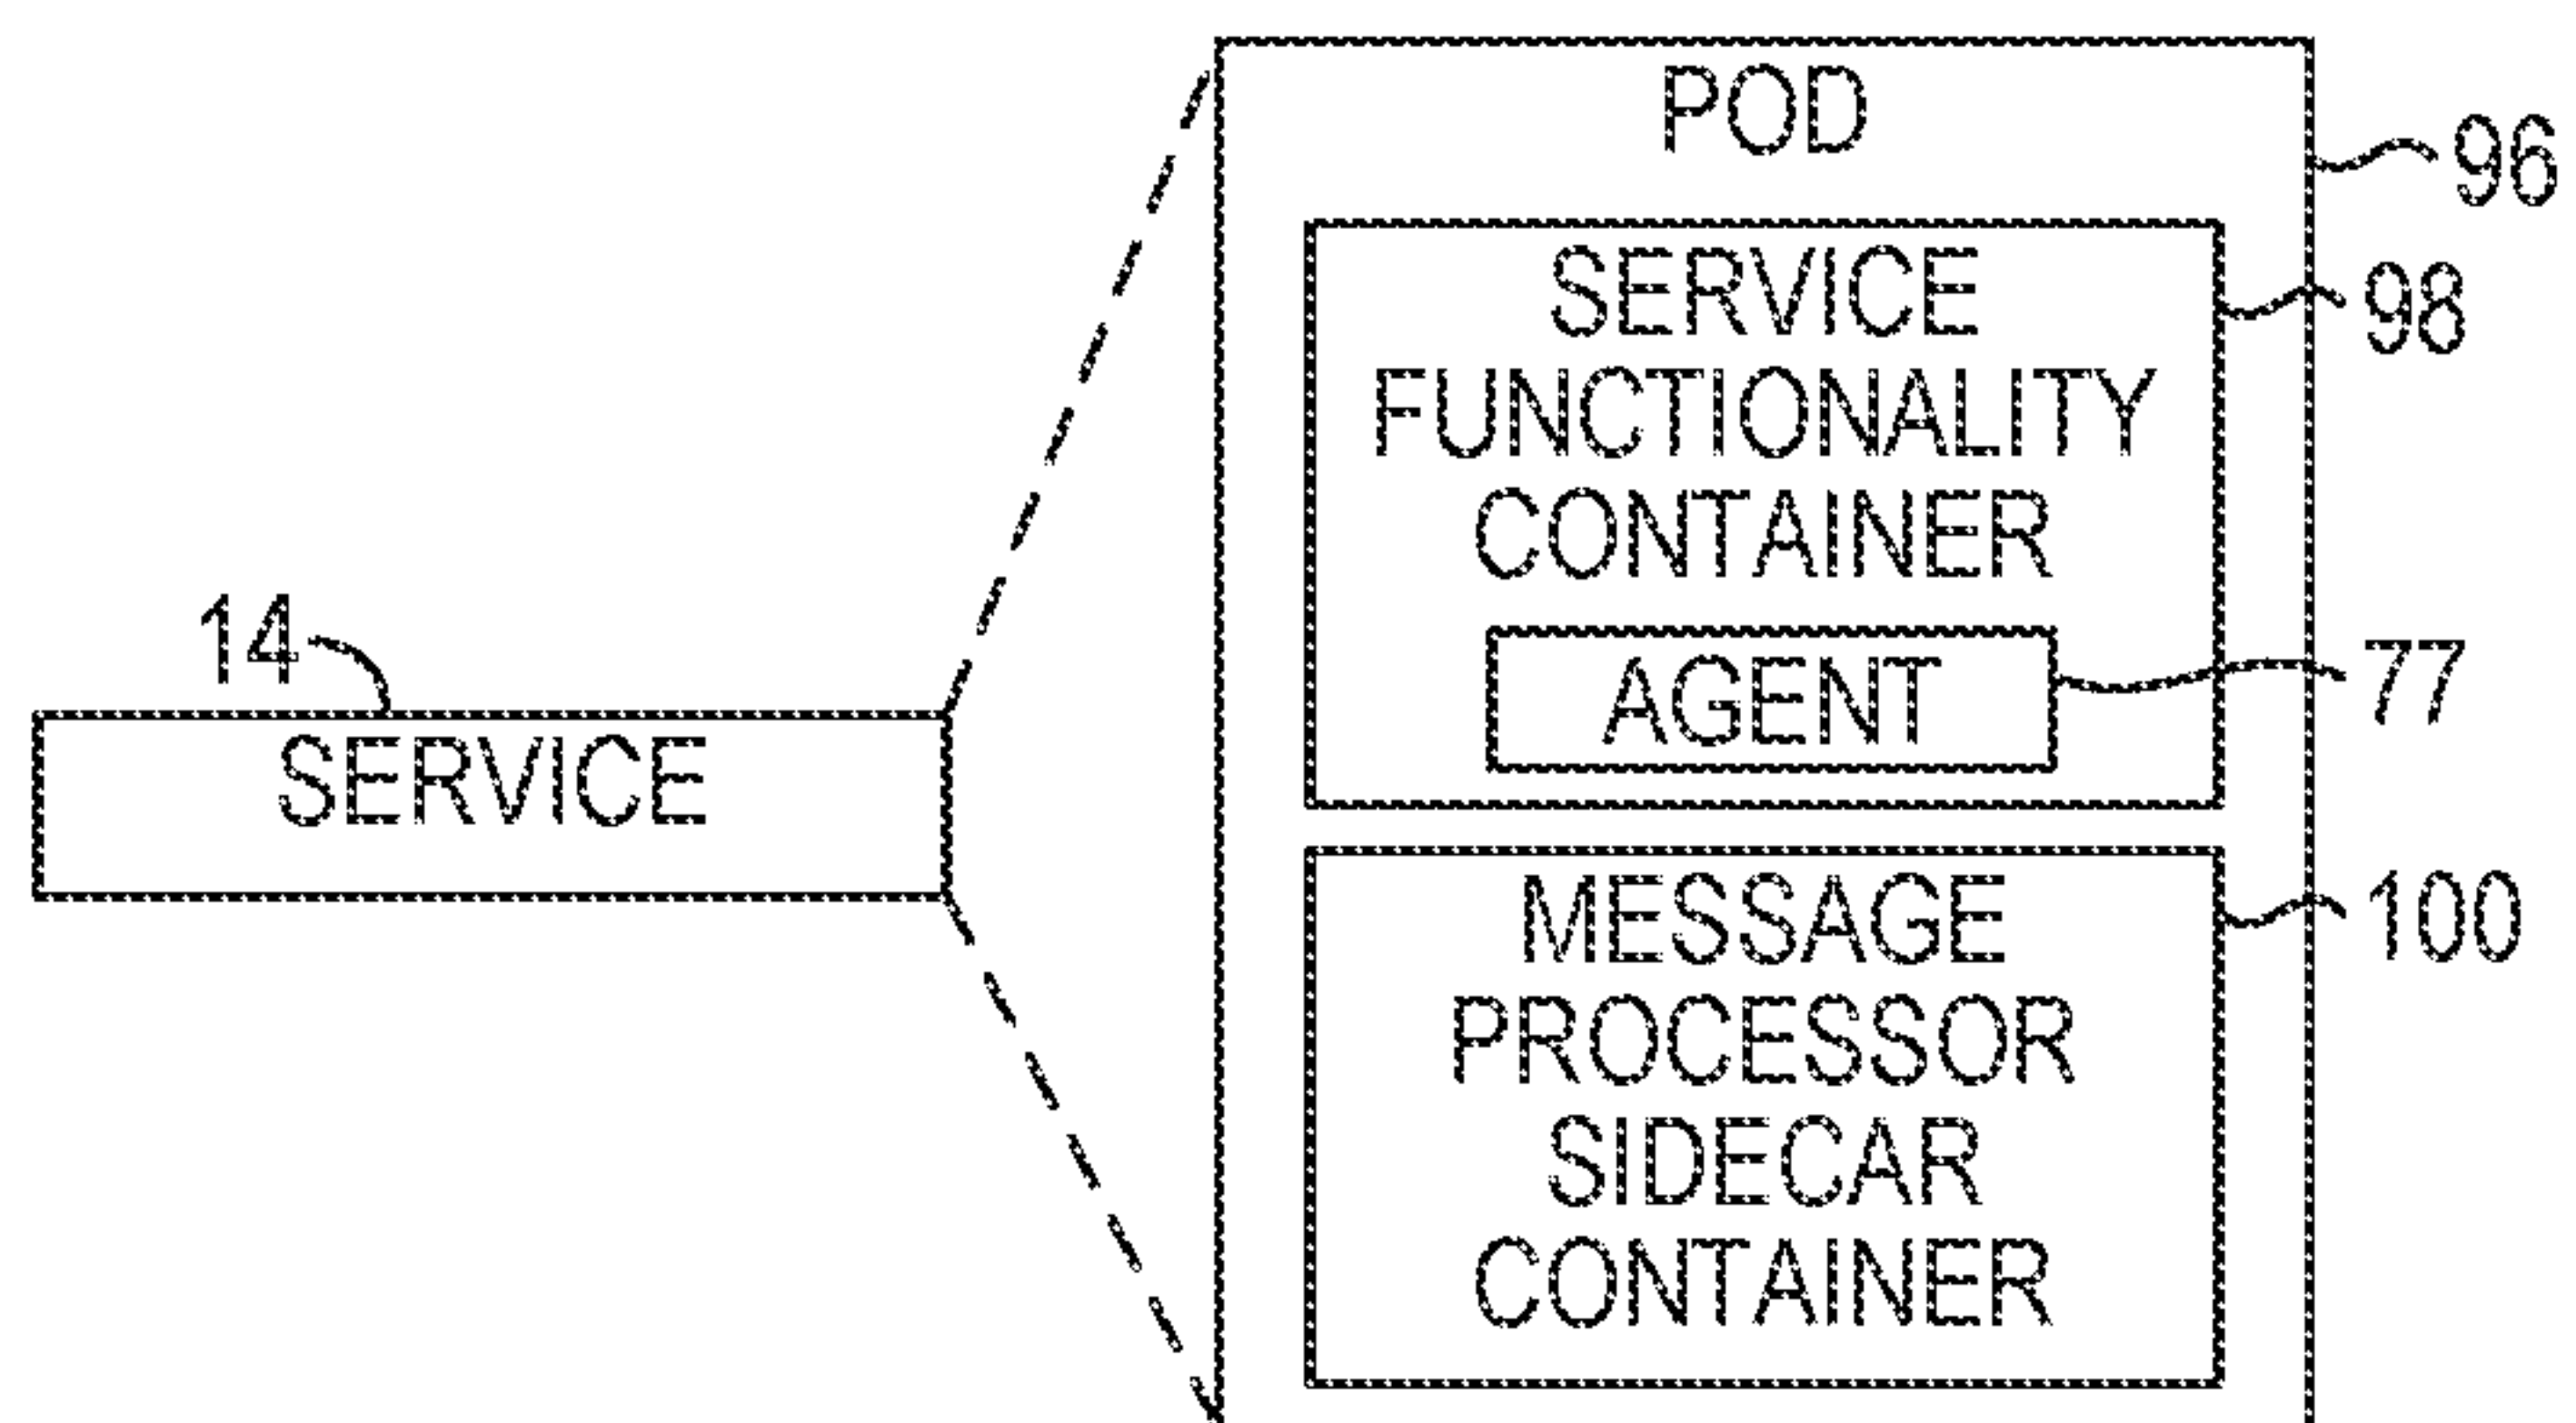 POD
96
SERVICE
FUNCTIONALITY
CONTAINER
98
AGENT
77
14
SERVICE
MESSAGE
PROCESSOR
SIDECAR
CONTAINER
100